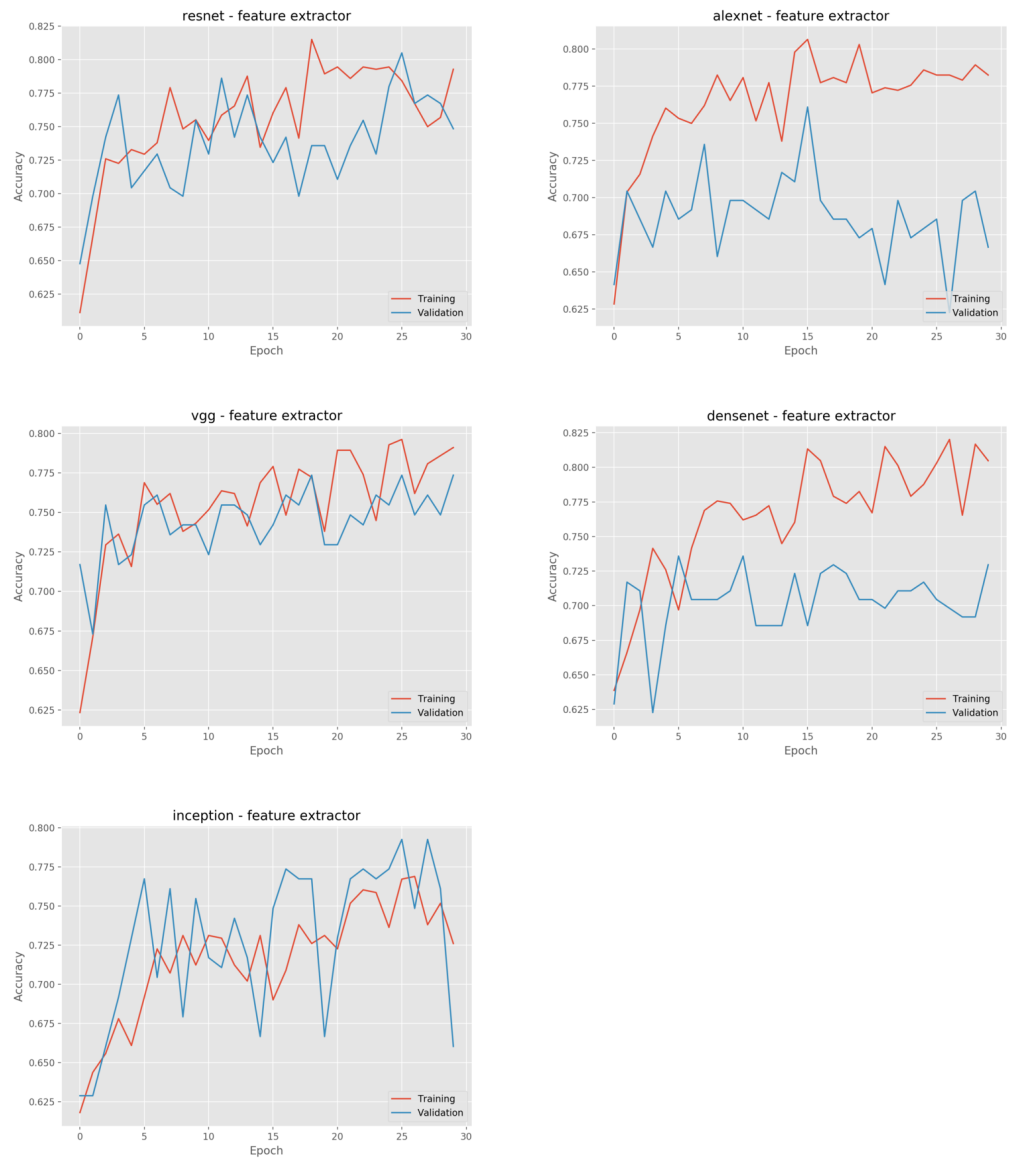 resnet - feature extractor
0.825
0.800
0.775
0.750
0.725
0.700
0.675
0.650
0.625
Accuracy
0 5 10 15 20 25 30
Epoch
Training
Validation
alexnet - feature extractor
0.800
0.775
0.750
0.725
0.700
0.675
0.650
0.625
Accuracy
0 5 10 15 20 25 30
Epoch
Training
Validation
vgg - feature extractor
0.800
0.775
0.750
0.725
0.700
0.675
0.650
0.625
Accuracy
0 5 10 15 20 25 30
Epoch
Training
Validation
densenet - feature extractor
0.825
0.800
0.775
0.750
0.725
0.700
0.675
0.650
0.625
Accuracy
0 5 10 15 20 25 30
Epoch
Training
Validation
inception - feature extractor
0.800
0.775
0.750
0.725
0.700
0.675
0.650
0.625
Accuracy
0 5 10 15 20 25 30
Epoch
Training
Validation